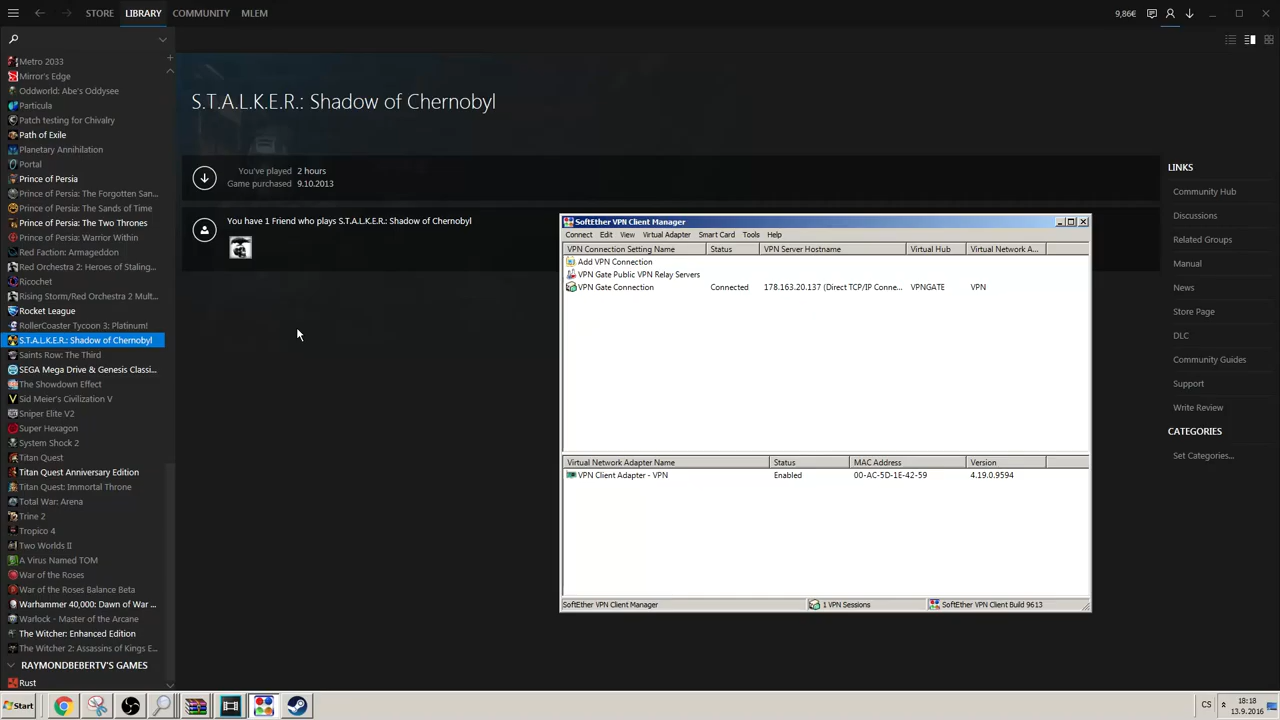 STORE LIBRARY COMMUNITY MLEM 9,86€
Metro 2033
Mirror's Edge
Oddworld: Abe's Oddysee
Particula
Patch testing for Chivalry
Path of Exile
Planetary Annihilation
Portal
Prince of Persia
Prince of Persia: The Forgotten San...
Prince of Persia: The Sands of Time
Prince of Persia: The Two Thrones
Prince of Persia: Warrior Within
Red Faction: Armageddon
Red Orchestra 2: Heroes of Staling...
Ricochet
Rising Storm/Red Orchestra 2 Mult...
Rocket League
RollerCoaster Tycoon 3: Platinum!
S.T.A.L.K.E.R.: Shadow of Chernobyl
Saints Row: The Third
SEGA Mega Drive & Genesis Classi...
The Showdown Effect
Sid Meier's Civilization V
Sniper Elite V2
Super Hexagon
System Shock 2
Titan Quest
Titan Quest Anniversary Edition
Titan Quest: Immortal Throne
Total War: Arena
Trine 2
Tropico 4
Two Worlds II
A Virus Named TOM
War of the Roses
War of the Roses Balance Beta
Warhammer 40,000: Dawn of War ...
Warlock - Master of the Arcane
The Witcher: Enhanced Edition
The Witcher 2: Assassins of Kings E...
RAYMONDBEBERTV'S GAMES
Rust
S.T.A.L.K.E.R.: Shadow of Chernobyl
You've played 2 hours
Game purchased 9.10.2013
You have 1 Friend who plays S.T.A.L.K.E.R.: Shadow of Chernobyl
SoftEther VPN Client Manager
Connect Edit View Virtual Adapter Smart Card Tools Help
VPN Connection Setting Name Status VPN Server Hostname Virtual Hub Virtual Network A...
Add VPN Connection
VPN Gate Public VPN Relay Servers
VPN Gate Connection Connected 178.163.20.137 (Direct TCP/IP Conne... VPNGATE VPN
Virtual Network Adapter Name Status MAC Address Version
VPN Client Adapter - VPN Enabled 00-AC-5D-1E-42-59 4.19.0.9594
SoftEther VPN Client Manager 1 VPN Sessions SoftEther VPN Client Build 9613
LINKS
Community Hub
Discussions
Related Groups
Manual
News
Store Page
DLC
Community Guides
Support
Write Review
CATEGORIES
Set Categories...
Start CS 18:18
13.9.2016